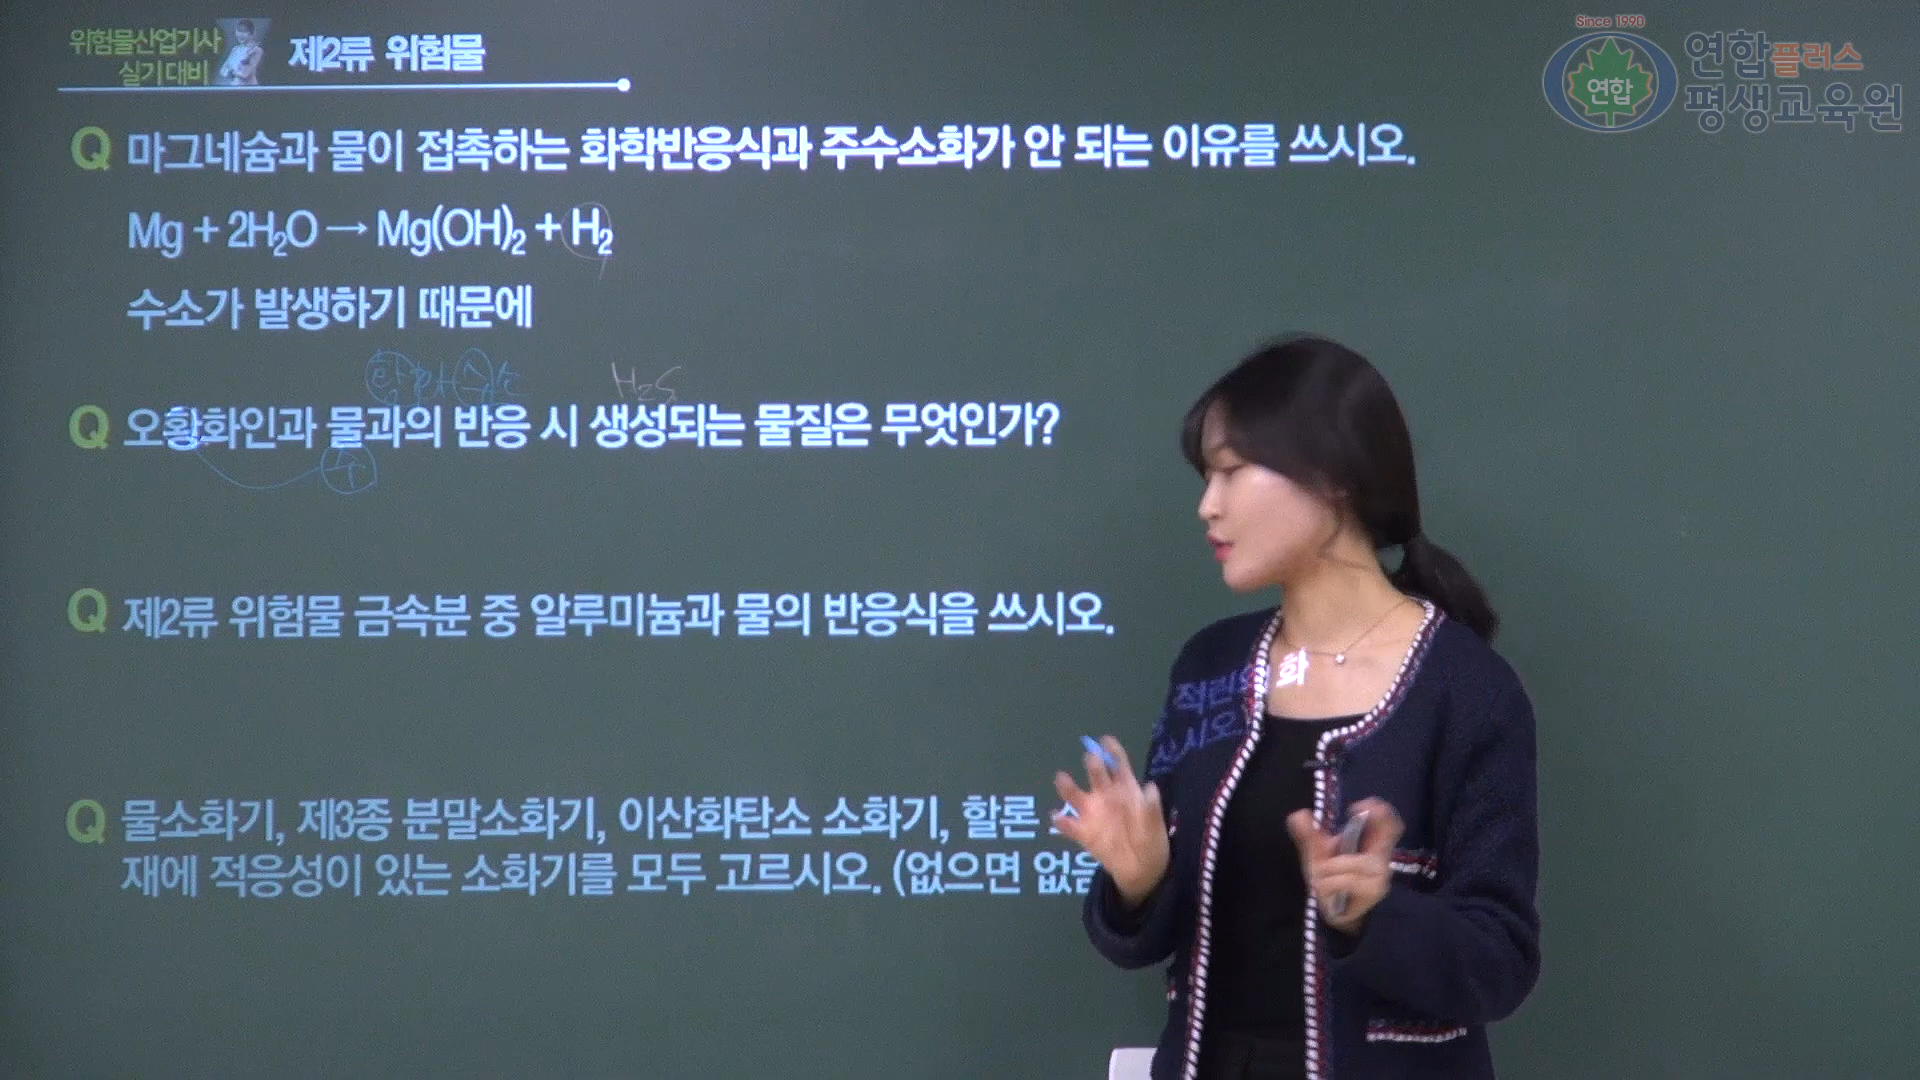 위험물산업기사
실기대비
제2류 위험물
Since 1990
연합
연합플러스
평생교육원
Q 마그네슘과 물이 접촉하는 화학반응식과 주수소화가 안 되는 이유를 쓰시오.
Mg + 2H₂O → Mg(OH)₂ + H₂
수소가 발생하기 때문에
H₂S
Q 오황화인과 물과의 반응 시 생성되는 물질은 무엇인가?
수
Q 제2류 위험물 금속분 중 알루미늄과 물의 반응식을 쓰시오.
Q 물소화기, 제3종 분말소화기, 이산화탄소 소화기, 할론 적린 화
재에 적응성이 있는 소화기를 모두 고르시오. (없으면 없음 쓰시오